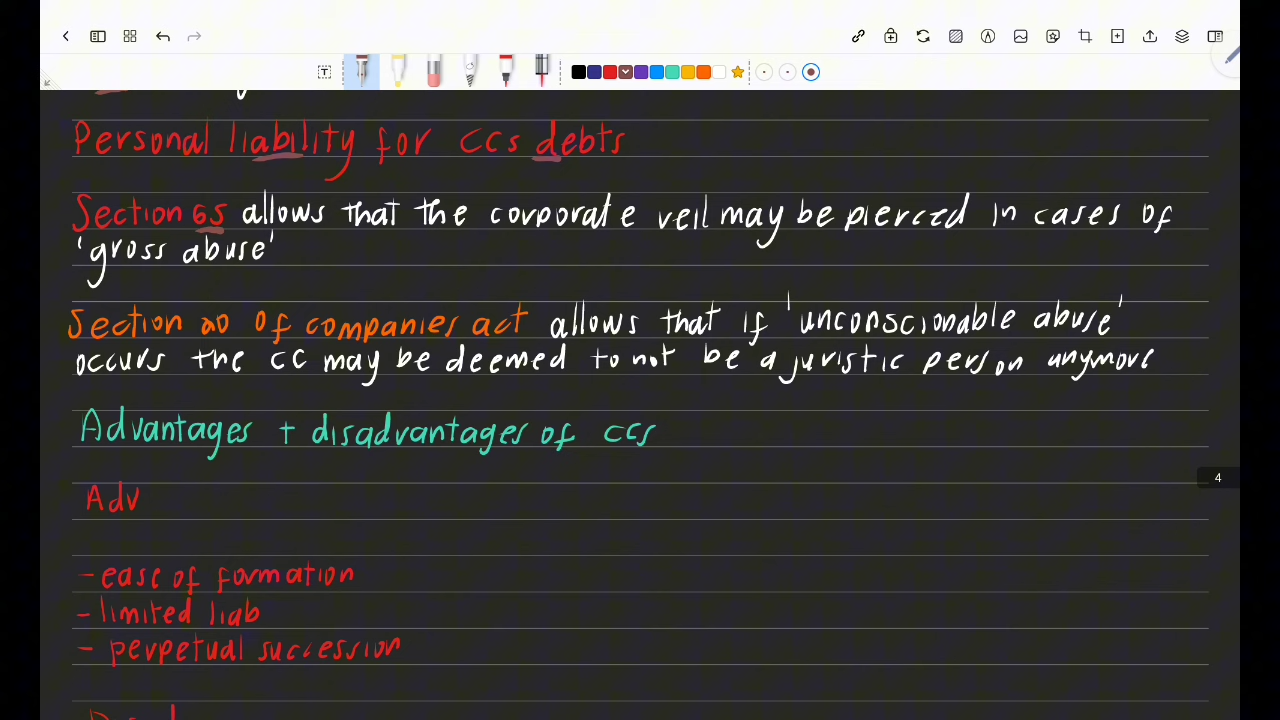 Personal liability for CCs debts
Section 65 allows that the corporate veil may be pierced in cases of
'gross abuse'
Section 20 of companies act allows that if 'unconscionable abuse'
occurs the CC may be deemed to not be a juristic person anymore
Advantages + disadvantages of CCs
4
Adv
- ease of formation
- limited liab
- perpetual succession